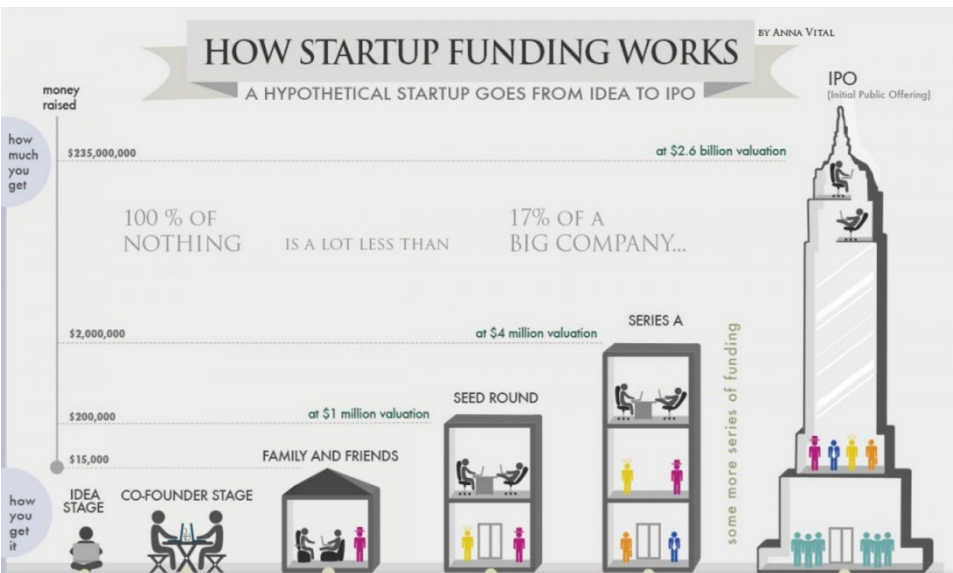 HOW STARTUP FUNDING WORKS
BY ANNA VITAL
A HYPOTHETICAL STARTUP GOES FROM IDEA TO IPO
money
raised
IPO
(Initial Public Offering)
how
much
you
get
$235,000,000
at $2.6 billion valuation
100 % OF
NOTHING
IS A LOT LESS THAN
17% OF A
BIG COMPANY...
$2,000,000
at $4 million valuation
SERIES A
some more series of funding
$200,000
at $1 million valuation
SEED ROUND
$15,000
FAMILY AND FRIENDS
how
you
get
it
IDEA
STAGE
CO-FOUNDER STAGE